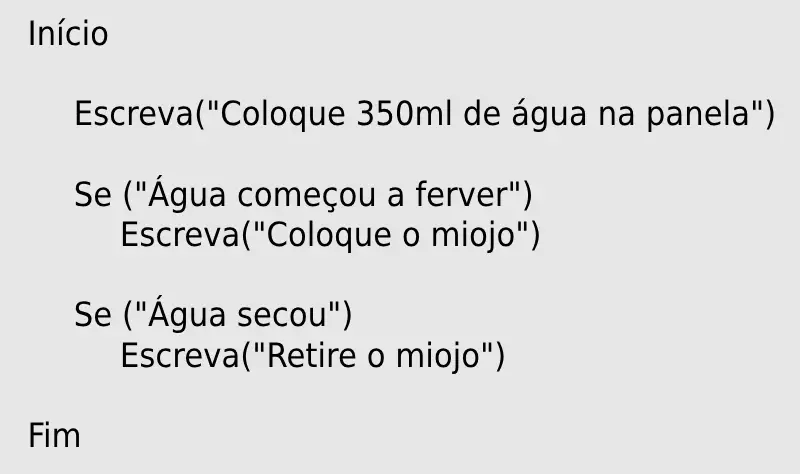 Início
Escreva("Coloque 350ml de água na panela")
Se ("Água começou a ferver")
Escreva("Coloque o miojo")
Se ("Água secou")
Escreva("Retire o miojo")
Fim